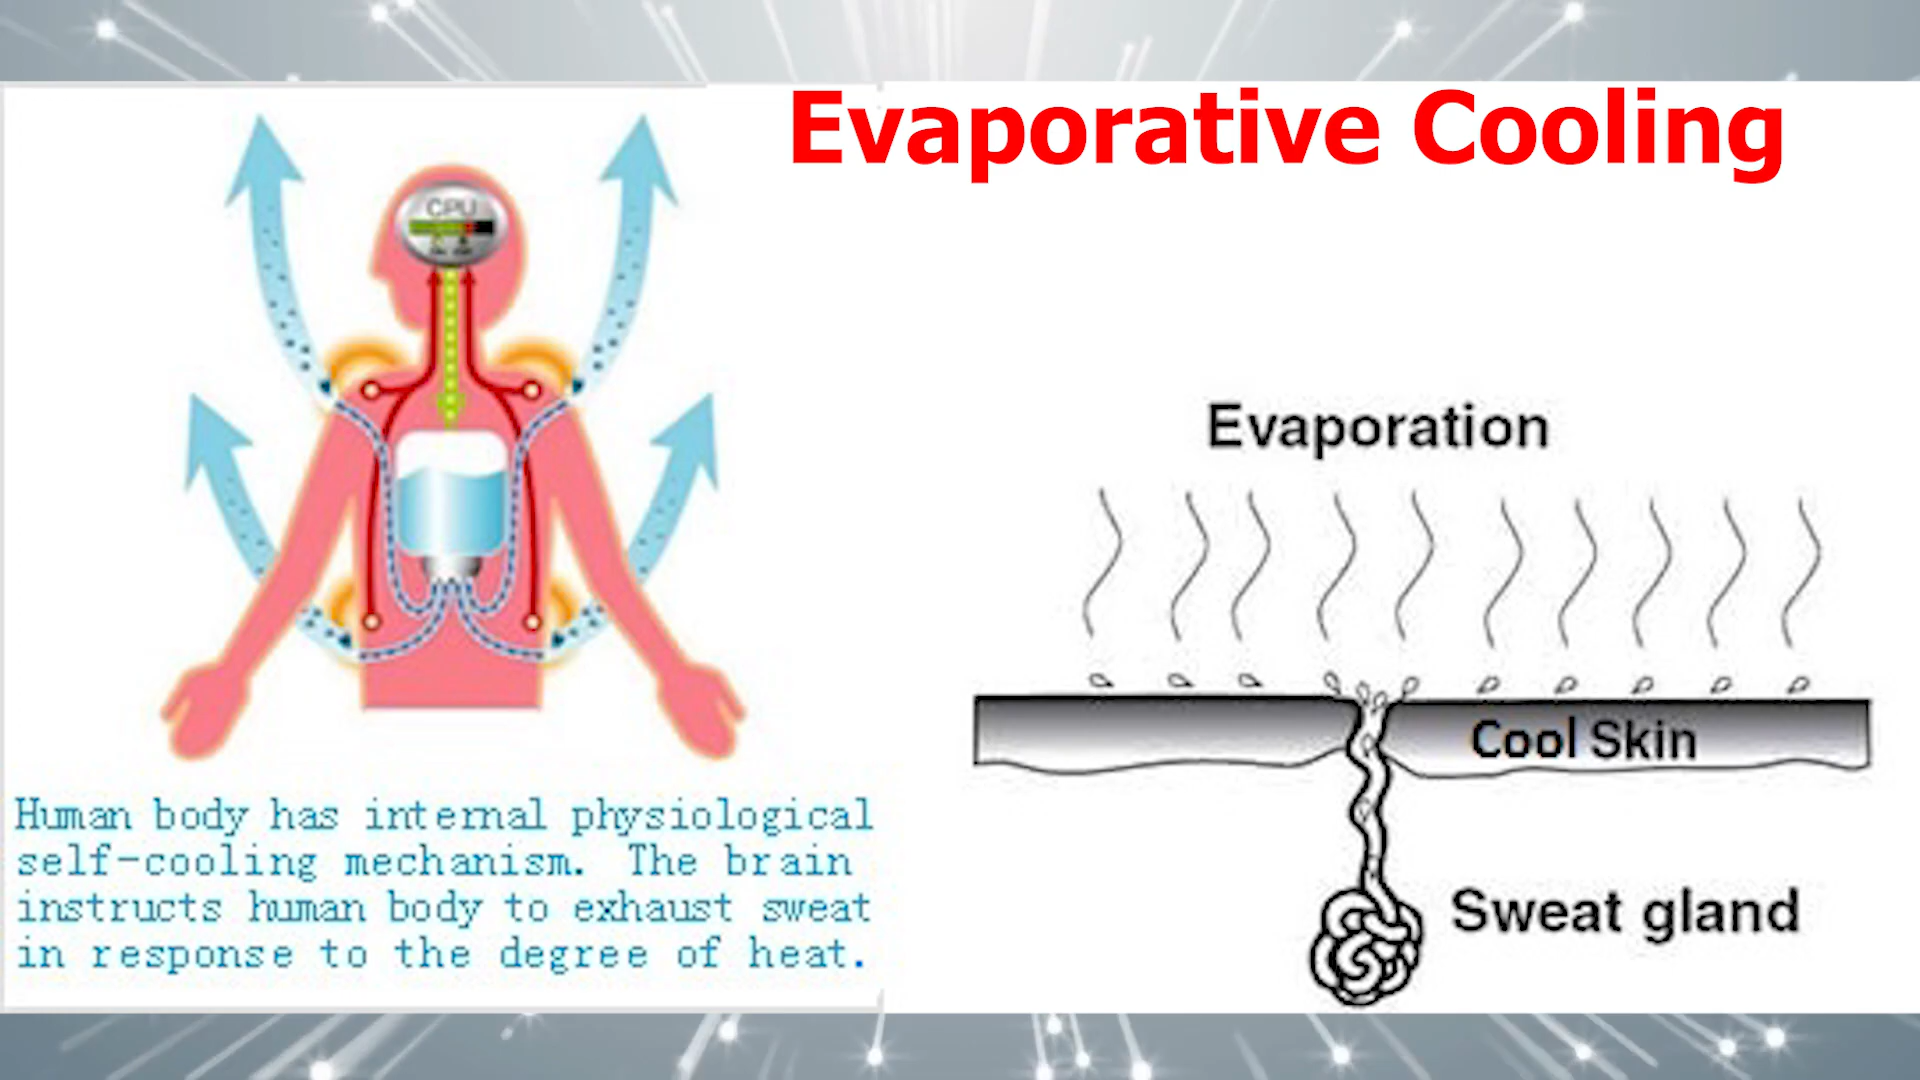 Evaporative Cooling
CPU
Human body has internal physiological
self-cooling mechanism. The brain
instructs human body to exhaust sweat
in response to the degree of heat.
Evaporation
Cool Skin
Sweat gland